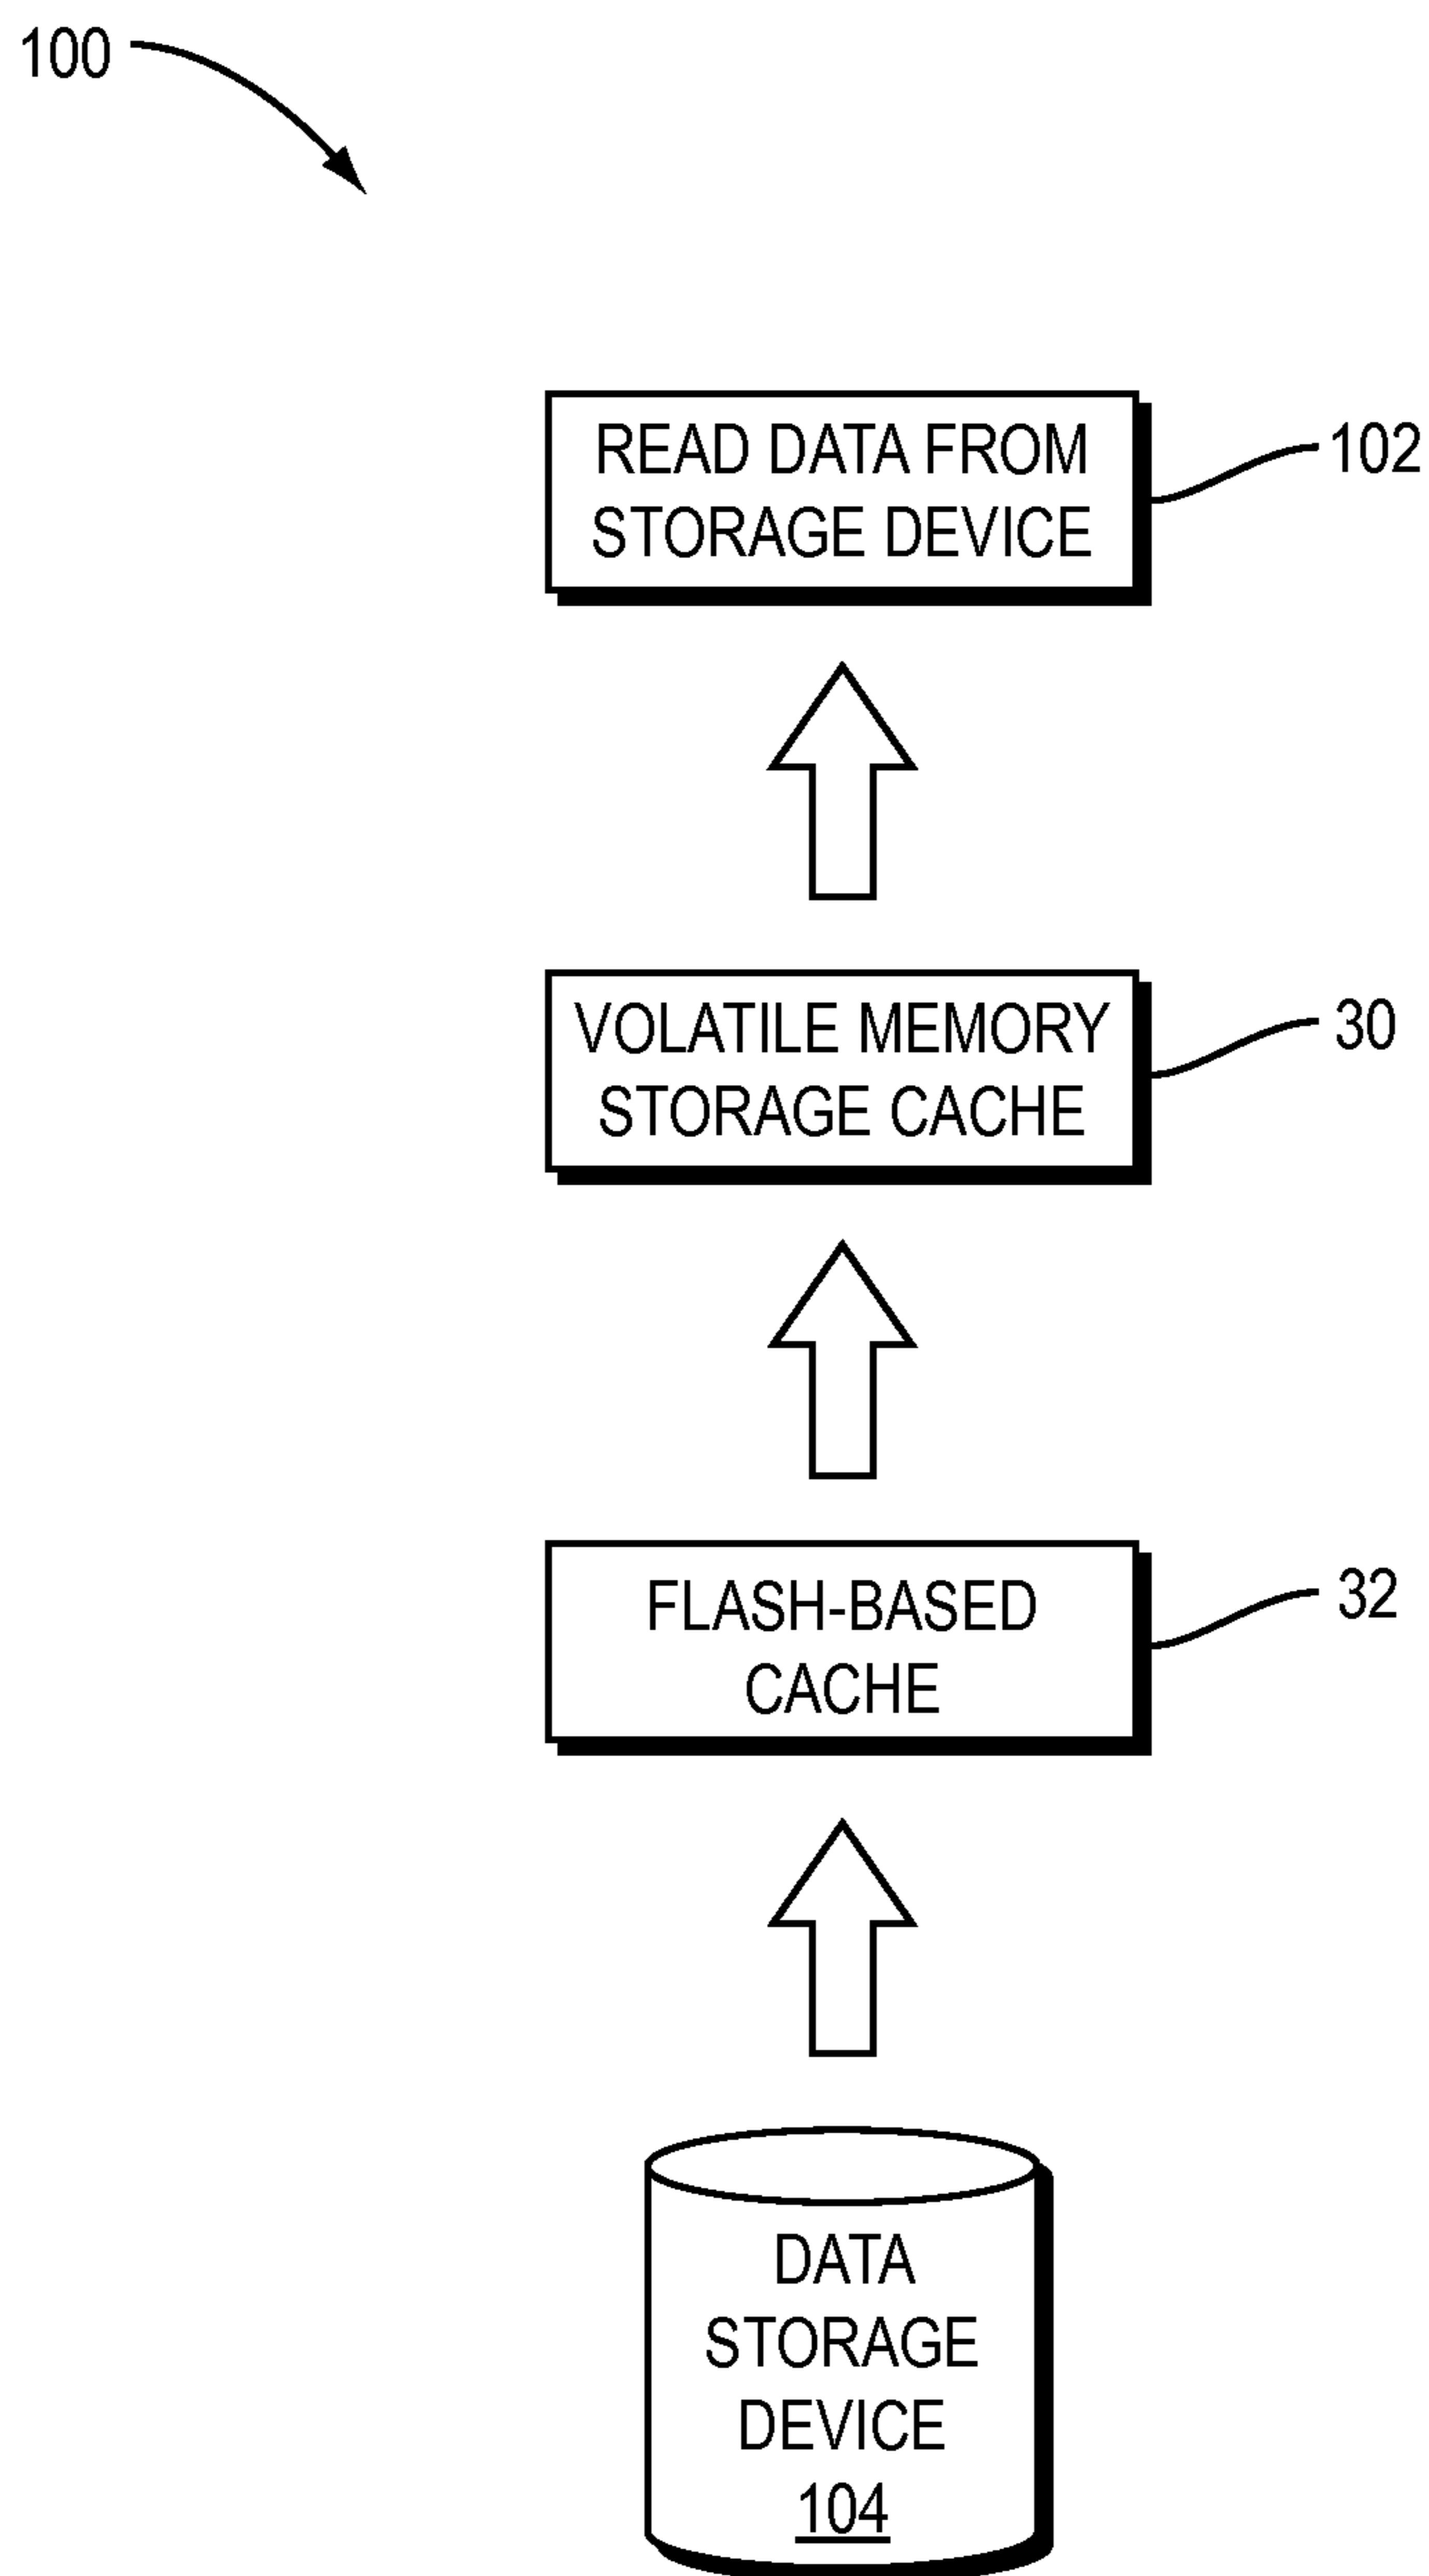 100
READ DATA FROM
STORAGE DEVICE
102
VOLATILE MEMORY
STORAGE CACHE
30
FLASH-BASED
CACHE
32
DATA
STORAGE
DEVICE
104